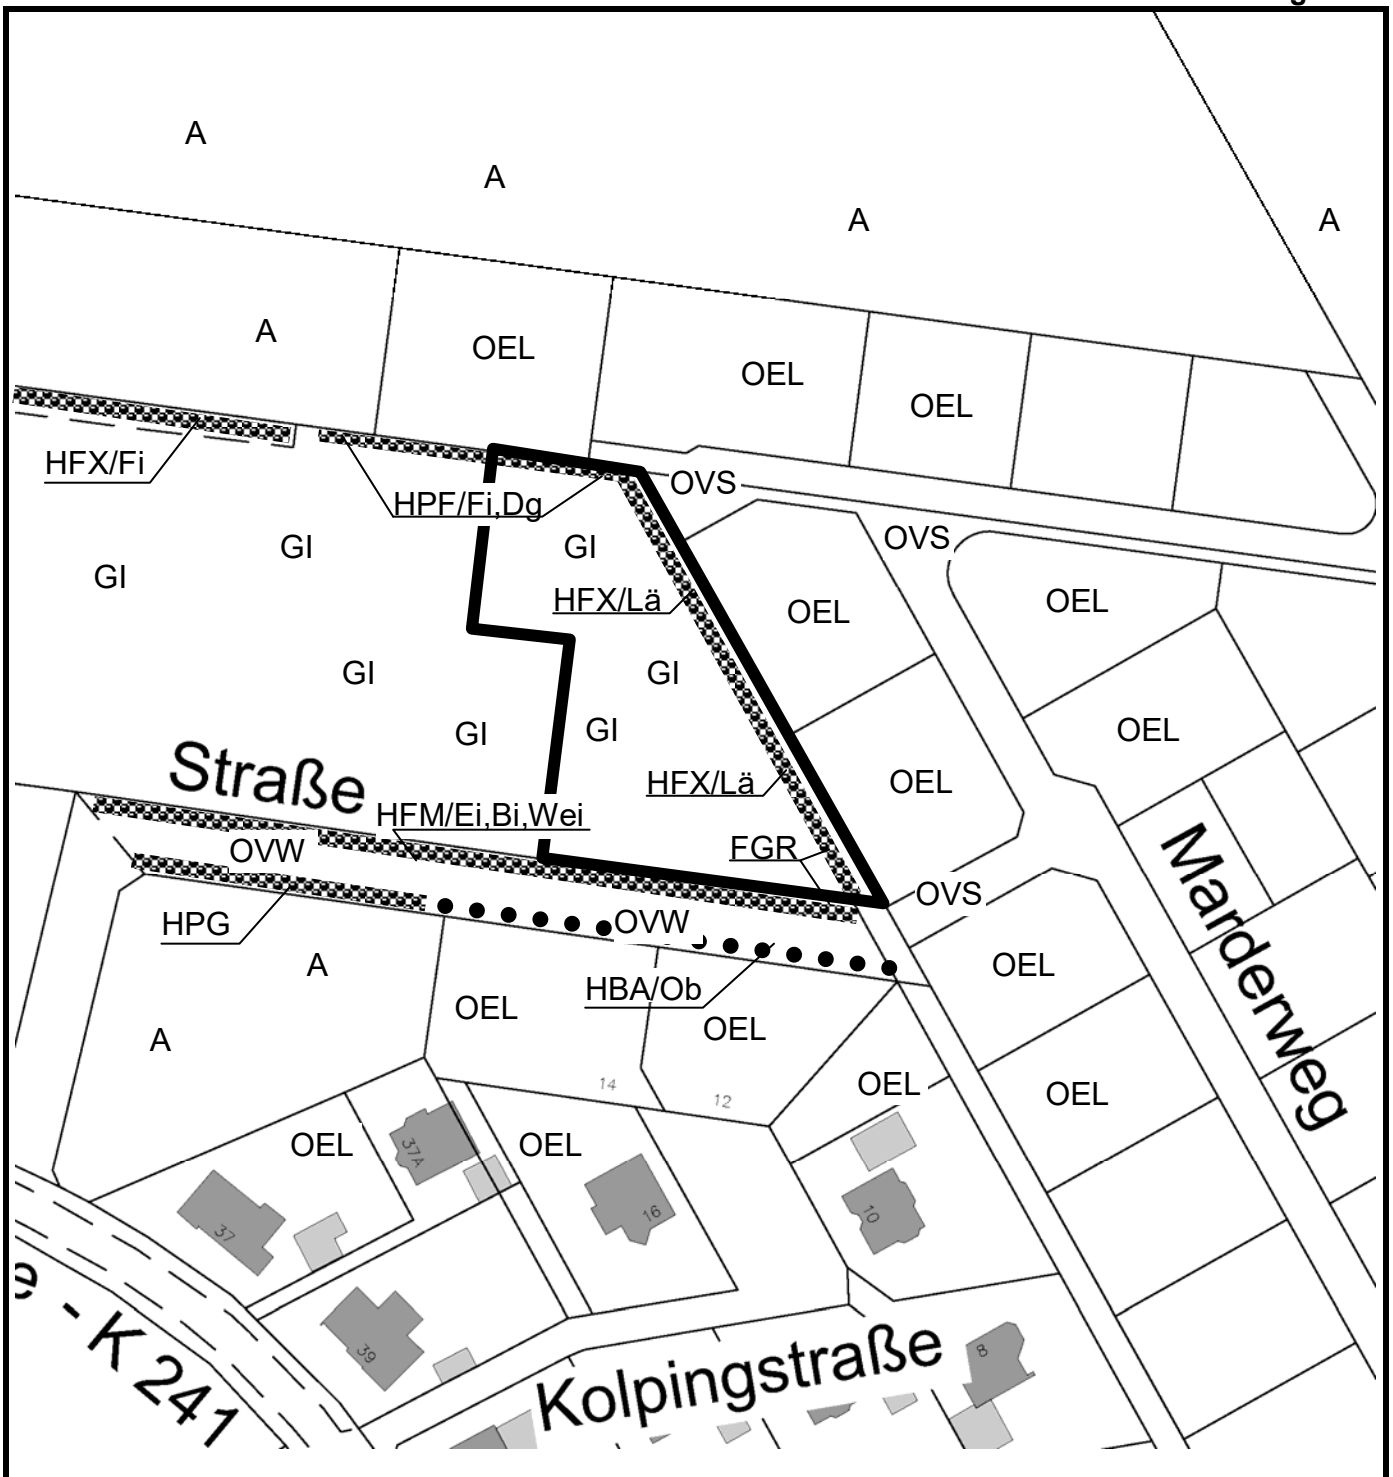 A
A
A
A
A
OEL
OEL
OEL
HFX/Fi
HPF/Fi,Dg
OVS
OVS
GI
GI
GI
HFX/Lä
OEL
OEL
GI
GI
GI
GI
OEL
Straße
HFX/Lä
OEL
HFM/Ei,Bi,Wei
OVW
FGR
Marderweg
HPG
OVW
OVS
A
OEL
HBA/Ob
OEL
OEL
A
OEL
OEL
14
12
OEL
OEL
37A
37
16
10
39
8
e - K 241
Kolpingstraße